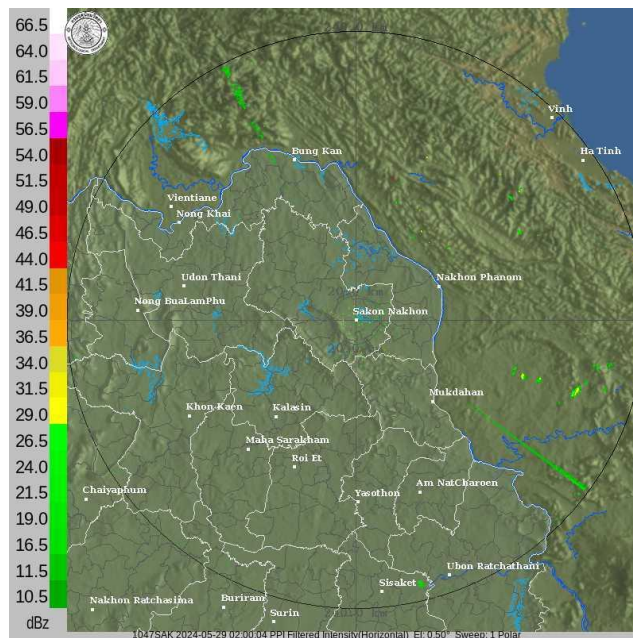 66.5
64.0
61.5
59.0
56.5
54.0
51.5
49.0
46.5
44.0
41.5
39.0
36.5
34.0
31.5
29.0
26.5
24.0
21.5
19.0
16.5
11.5
10.5
dBz
Vinh
Bung Kan
Ha Tinh
Vientiane
Nong Khai
Udon Thani
Nakhon Phanom
Nong BuaLamPhu
Sakon Nakhon
Mukdahan
Khon Kaen
Kalasin
Maha Sarakham
Roi Et
Am NatCharoen
Chaiyaphum
Yasothon
Ubon Ratchathani
Sisaket
Nakhon Ratchasima
Buriram
Surin
1047SAK 2024-05-29 02:00:04 PPI Filtered Intensity(Horizontal) El: 0.50° Sweep: 1 Polar